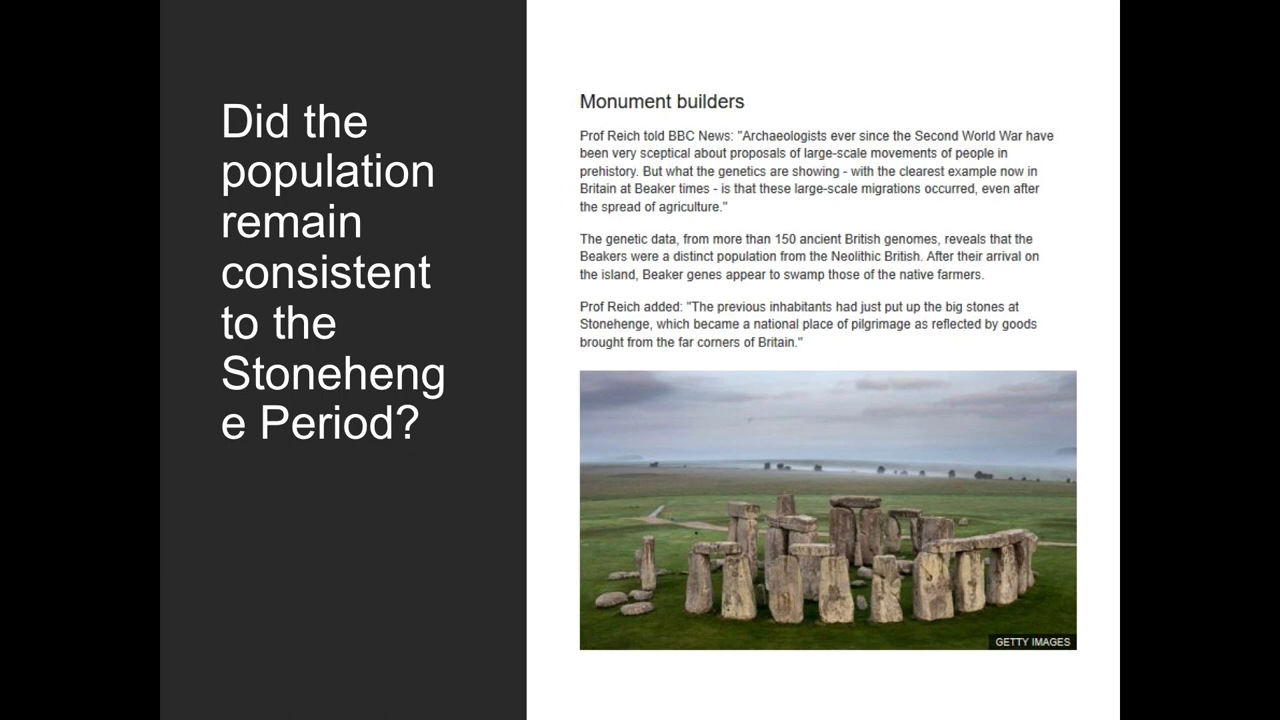 Did the
population
remain
consistent
to the
Stoneheng
e Period?
Monument builders
Prof Reich told BBC News: "Archaeologists ever since the Second World War have
been very sceptical about proposals of large-scale movements of people in
prehistory. But what the genetics are showing - with the clearest example now in
Britain at Beaker times - is that these large-scale migrations occurred, even after
the spread of agriculture."
The genetic data, from more than 150 ancient British genomes, reveals that the
Beakers were a distinct population from the Neolithic British. After their arrival on
the island, Beaker genes appear to swamp those of the native farmers.
Prof Reich added: "The previous inhabitants had just put up the big stones at
Stonehenge, which became a national place of pilgrimage as reflected by goods
brought from the far corners of Britain."
GETTY IMAGES